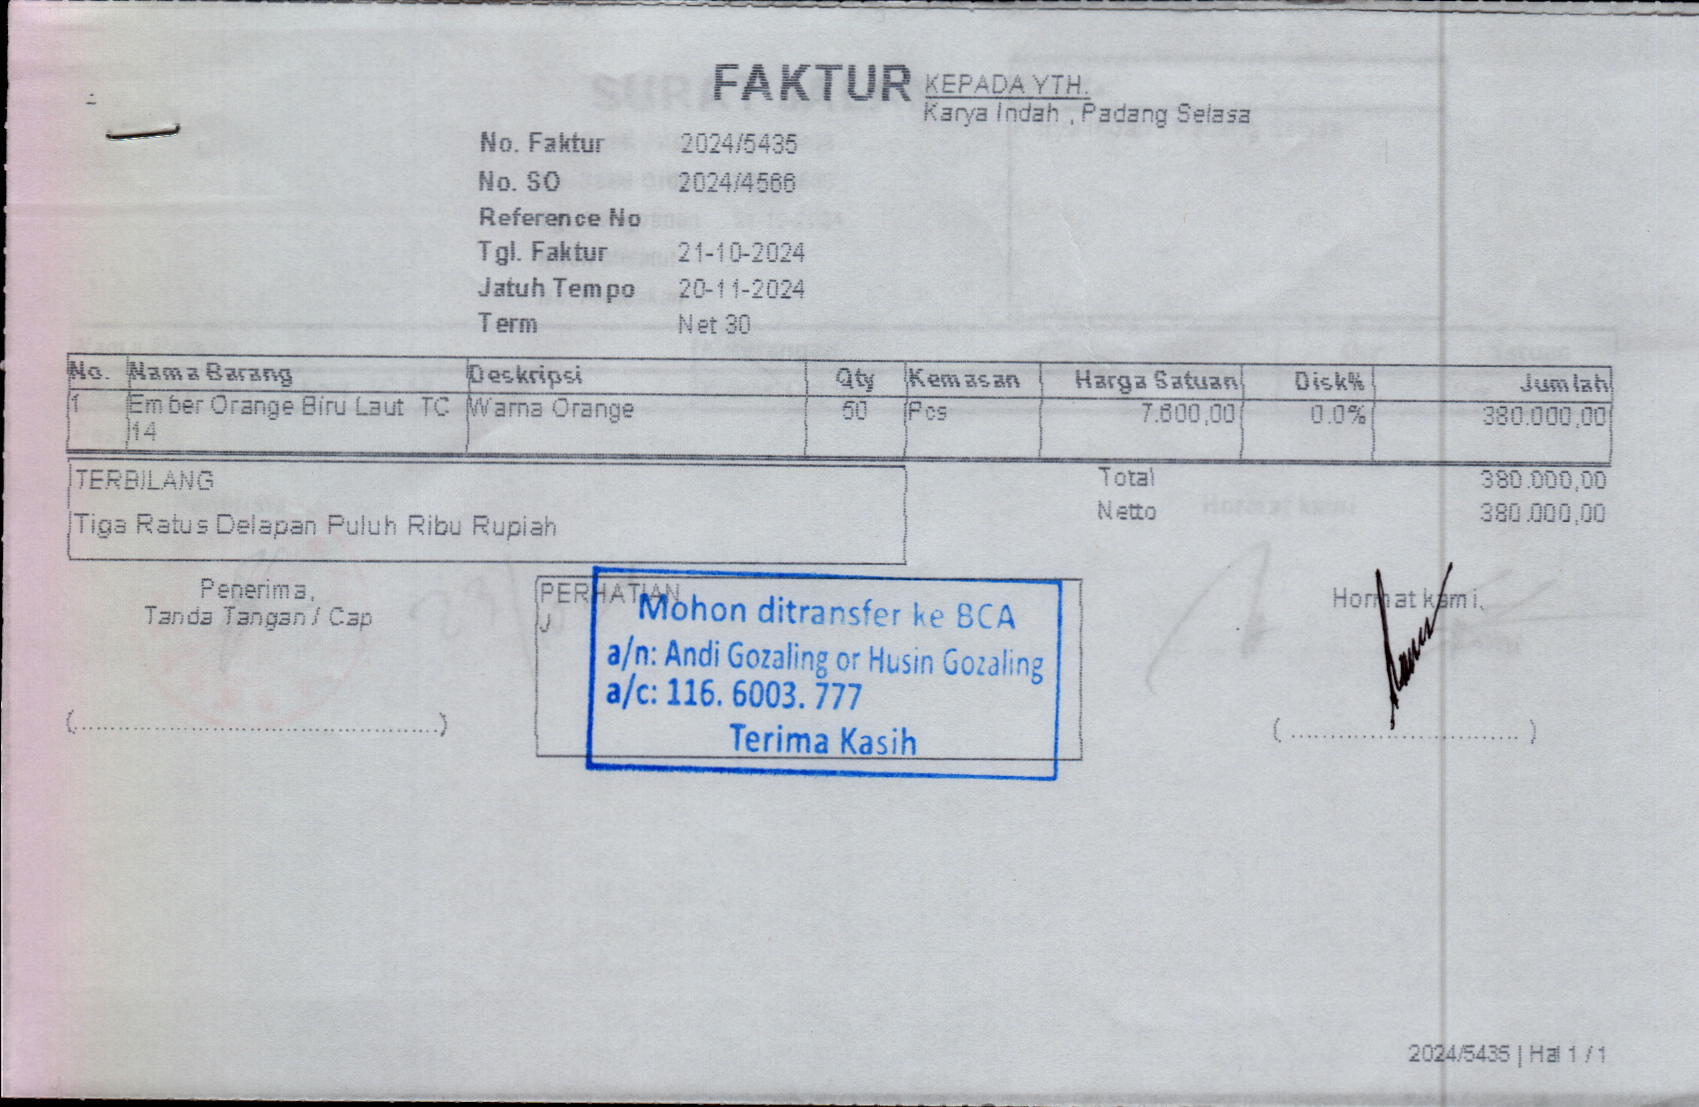 FAKTUR
KEPADA YTH.
Karya Indah , Padang Selasa
No. Faktur 2024/5435
No. SO 2024/4566
Reference No
Tgl. Faktur 21-10-2024
Jatuh Tempo 20-11-2024
Term Net 30
No. Nama Barang Deskripsi Qty Kemasan Harga Satuan Disk% Jumlah
1 Ember Orange Biru Laut TC Warna Orange 50 Pcs 7.600,00 0.0% 380.000,00
14
TERBILANG Total 380.000,00
Tiga Ratus Delapan Puluh Ribu Rupiah Netto 380.000,00
Penerima,
Tanda Tangan / Cap
(............................................)
PERHATIAN
Mohon ditransfer ke BCA
a/n: Andi Gozaling or Husin Gozaling
a/c: 116. 6003. 777
Terima Kasih
Hormat kami,
( ............................ )
2024/5435 | Hal 1 / 1